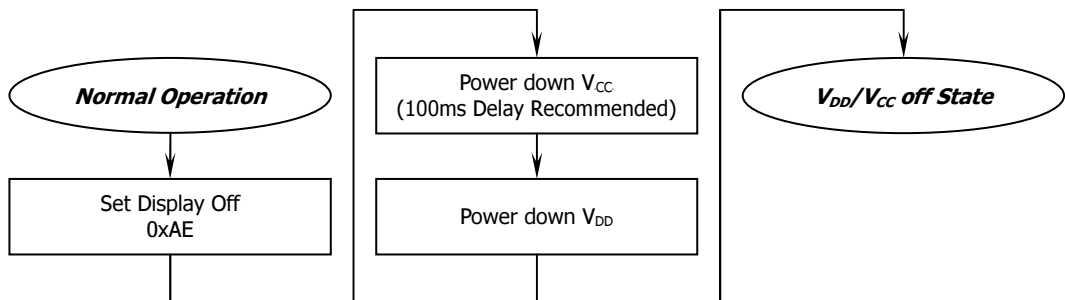 Normal Operation
Set Display Off
0xAE
Power down VCC
(100ms Delay Recommended)
Power down VDD
VDD/VCC off State